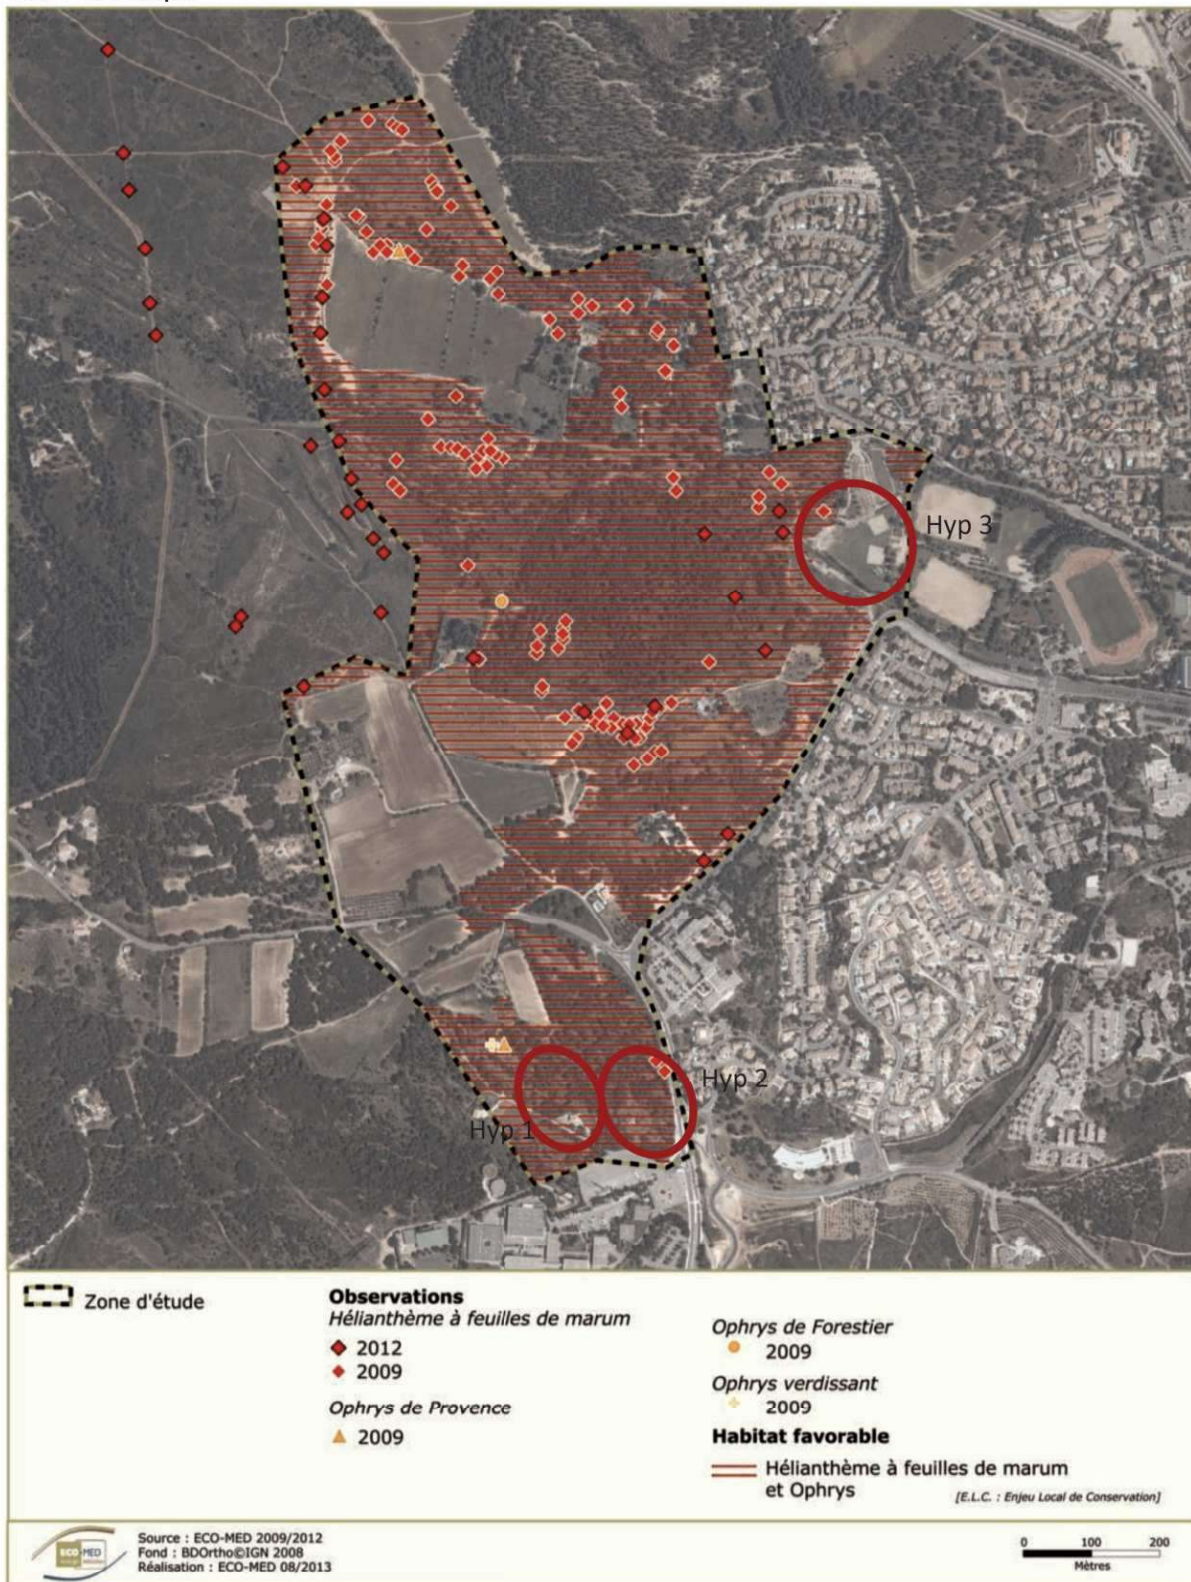 Hyp 3
Hyp 2
Hyp 1
Zone d'étude
Observations
Hélianthème à feuilles de marum
2012
2009
Ophrys de Provence
2009
Ophrys de Forestier
2009
Ophrys verdissant
2009
Habitat favorable
Hélianthème à feuilles de marum
et Ophrys
[E.L.C. : Enjeu Local de Conservation]
ECO-MED
Source : ECO-MED 2009/2012
Fond : BDOrtho©IGN 2008
Réalisation : ECO-MED 08/2013
0 100 200
Mètres